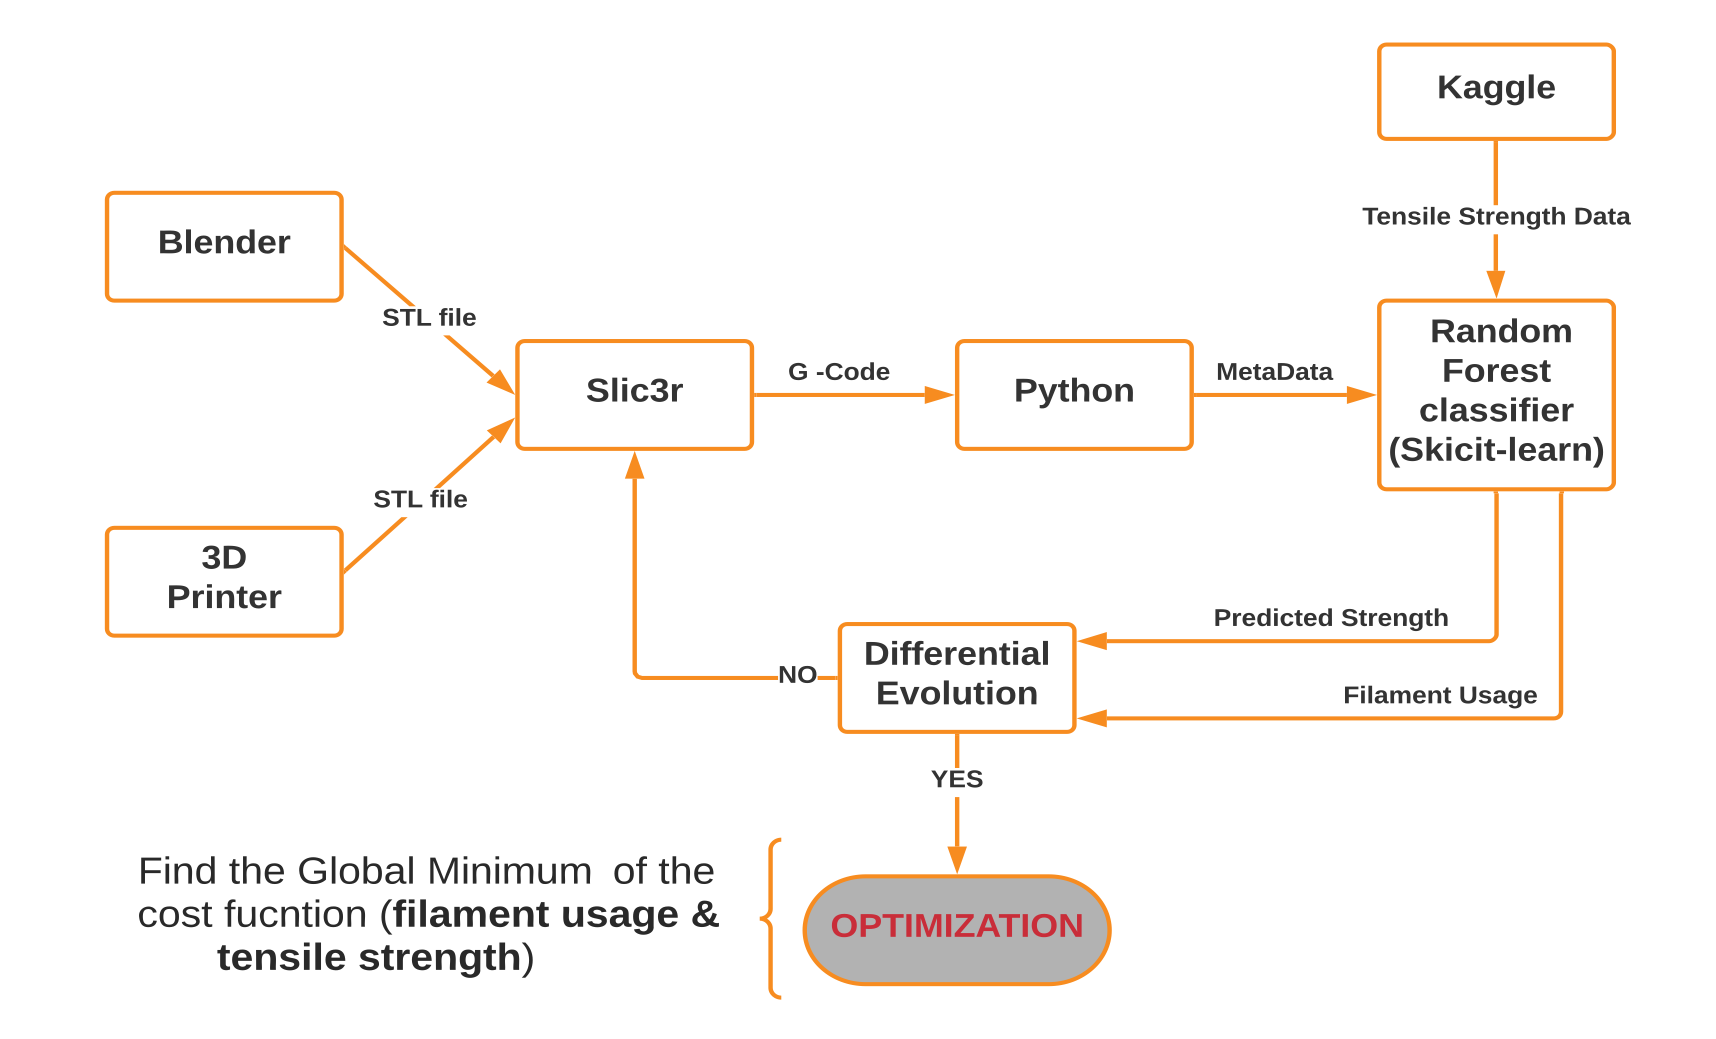 Kaggle
Tensile Strength Data
Blender
STL file
Slic3r
G -Code
Python
MetaData
Random
Forest
classifier
(Skicit-learn)
STL file
3D
Printer
Predicted Strength
Differential
Evolution
NO
Filament Usage
YES
Find the Global Minimum  of the
cost fucntion (filament usage &
tensile strength)
OPTIMIZATION